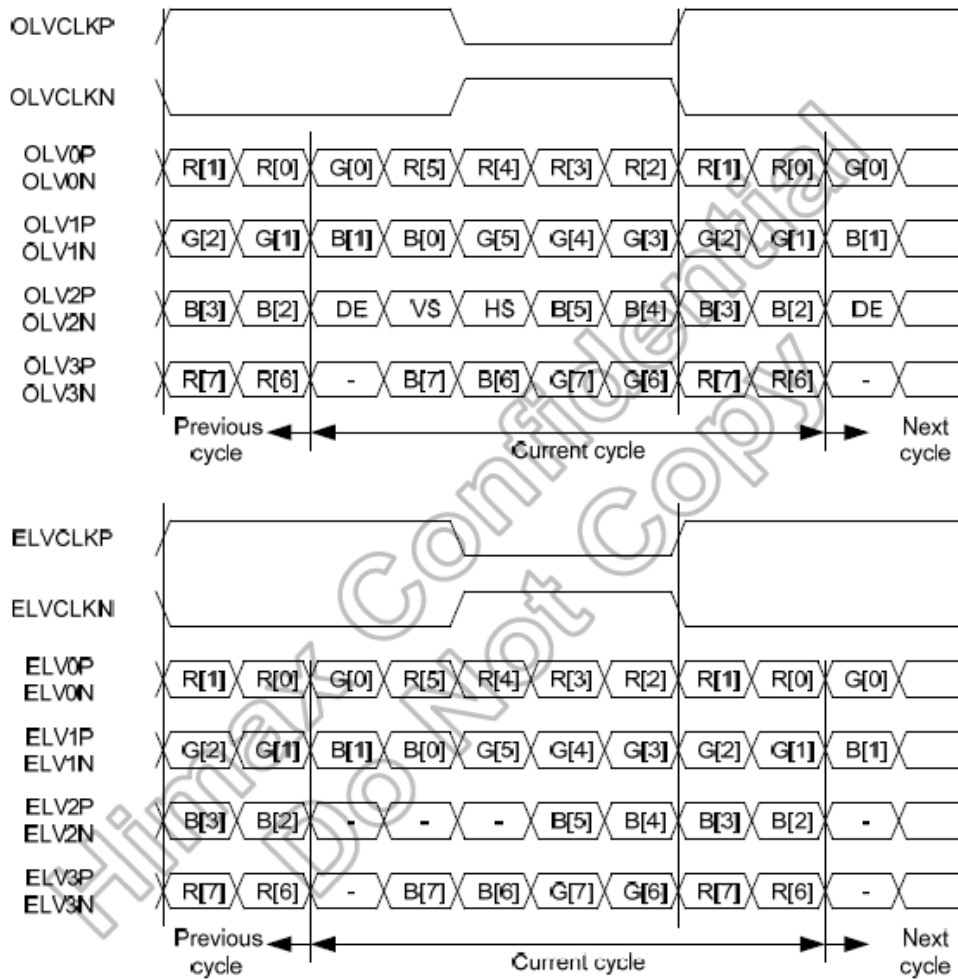 OLVCLKP
OLVCLKN
OLV0P
OLV0N
R[1] R[0] G[0] R[5] R[4] R[3] R[2] R[1] R[0] G[0]
OLV1P
OLV1N
G[2] G[1] B[1] B[0] G[5] G[4] G[3] G[2] G[1] B[1]
OLV2P
OLV2N
B[3] B[2] DE VS HS B[5] B[4] B[3] B[2] DE
OLV3P
OLV3N
R[7] R[6] - B[7] B[6] G[7] G[6] R[7] R[6] -
Previous
cycle
Current cycle
Next
cycle
ELVCLKP
ELVCLKN
ELV0P
ELV0N
R[1] R[0] G[0] R[5] R[4] R[3] R[2] R[1] R[0] G[0]
ELV1P
ELV1N
G[2] G[1] B[1] B[0] G[5] G[4] G[3] G[2] G[1] B[1]
ELV2P
ELV2N
B[3] B[2] - - - B[5] B[4] B[3] B[2] -
ELV3P
ELV3N
R[7] R[6] - B[7] B[6] G[7] G[6] R[7] R[6] -
Previous
cycle
Current cycle
Next
cycle
Himax Confidential
Do Not Copy